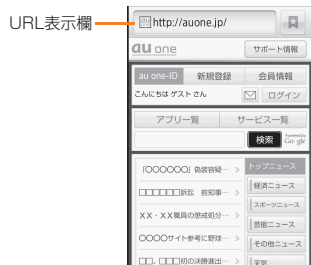 URL表示欄
au http://auone.jp/
au one
サポート情報
au one-ID 新規登録 会員情報
こんにちは ゲスト さん ログイン
アプリ一覧 サービス一覧
検索 Powered by Google
「○○○○○○」偽装容疑… トップニュース
経済ニュース
□□□□□□訴訟 前知事…
スポーツニュース
XX・XX職員の懲戒処分…
芸能ニュース
○○○○サイト参考に野球…
その他ニュース
□□、□□□初の決勝進出…
天気